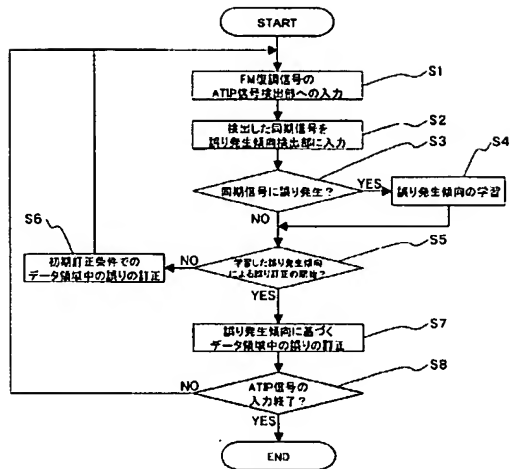 START
FM復調信号の
ATIP信号検出部への入力
S1
検出した同期信号を
誤り発生傾向検出部に入力
S2
S3
同期信号に誤り発生?
YES
NO
S4
誤り発生傾向の学習
S5
学習した誤り発生傾向
による誤り訂正の開始?
NO
YES
S6
初期訂正条件での
データ領域中の誤りの訂正
S7
誤り発生傾向に基づく
データ領域中の誤りの訂正
S8
ATIP信号の
入力終了?
NO
YES
END